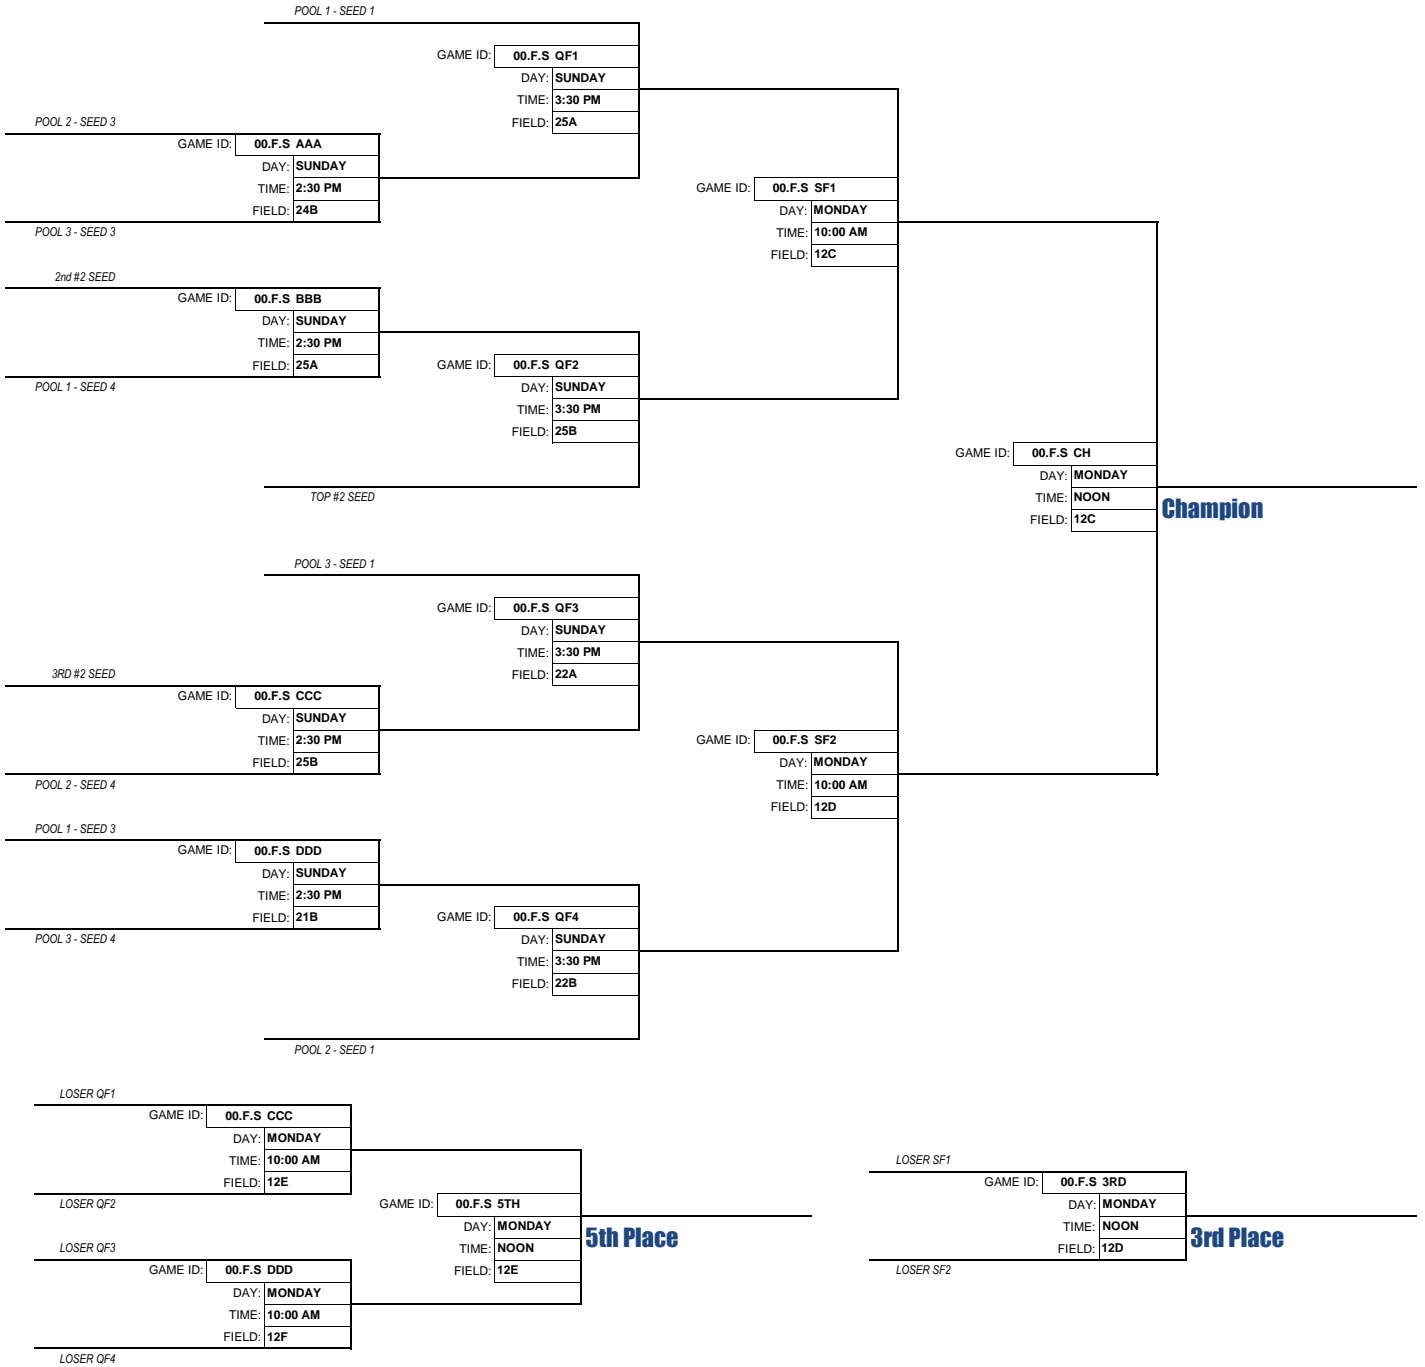 POOL 1 - SEED 1
GAME ID: 00.F.S QF1
DAY: SUNDAY
TIME: 3:30 PM
FIELD: 25A
POOL 2 - SEED 3
GAME ID: 00.F.S AAA
DAY: SUNDAY
TIME: 2:30 PM
FIELD: 24B
POOL 3 - SEED 3
GAME ID: 00.F.S SF1
DAY: MONDAY
TIME: 10:00 AM
FIELD: 12C
2nd #2 SEED
GAME ID: 00.F.S BBB
DAY: SUNDAY
TIME: 2:30 PM
FIELD: 25A
POOL 1 - SEED 4
GAME ID: 00.F.S QF2
DAY: SUNDAY
TIME: 3:30 PM
FIELD: 25B
TOP #2 SEED
GAME ID: 00.F.S CH
DAY: MONDAY
TIME: NOON
FIELD: 12C
Champion
POOL 3 - SEED 1
GAME ID: 00.F.S QF3
DAY: SUNDAY
TIME: 3:30 PM
FIELD: 22A
3RD #2 SEED
GAME ID: 00.F.S CCC
DAY: SUNDAY
TIME: 2:30 PM
FIELD: 25B
POOL 2 - SEED 4
GAME ID: 00.F.S SF2
DAY: MONDAY
TIME: 10:00 AM
FIELD: 12D
POOL 1 - SEED 3
GAME ID: 00.F.S DDD
DAY: SUNDAY
TIME: 2:30 PM
FIELD: 21B
POOL 3 - SEED 4
GAME ID: 00.F.S QF4
DAY: SUNDAY
TIME: 3:30 PM
FIELD: 22B
POOL 2 - SEED 1
LOSER QF1
GAME ID: 00.F.S CCC
DAY: MONDAY
TIME: 10:00 AM
FIELD: 12E
LOSER QF2
GAME ID: 00.F.S 5TH
DAY: MONDAY
TIME: NOON
FIELD: 12E
5th Place
LOSER QF3
GAME ID: 00.F.S DDD
DAY: MONDAY
TIME: 10:00 AM
FIELD: 12F
LOSER QF4
LOSER SF1
GAME ID: 00.F.S 3RD
DAY: MONDAY
TIME: NOON
FIELD: 12D
3rd Place
LOSER SF2